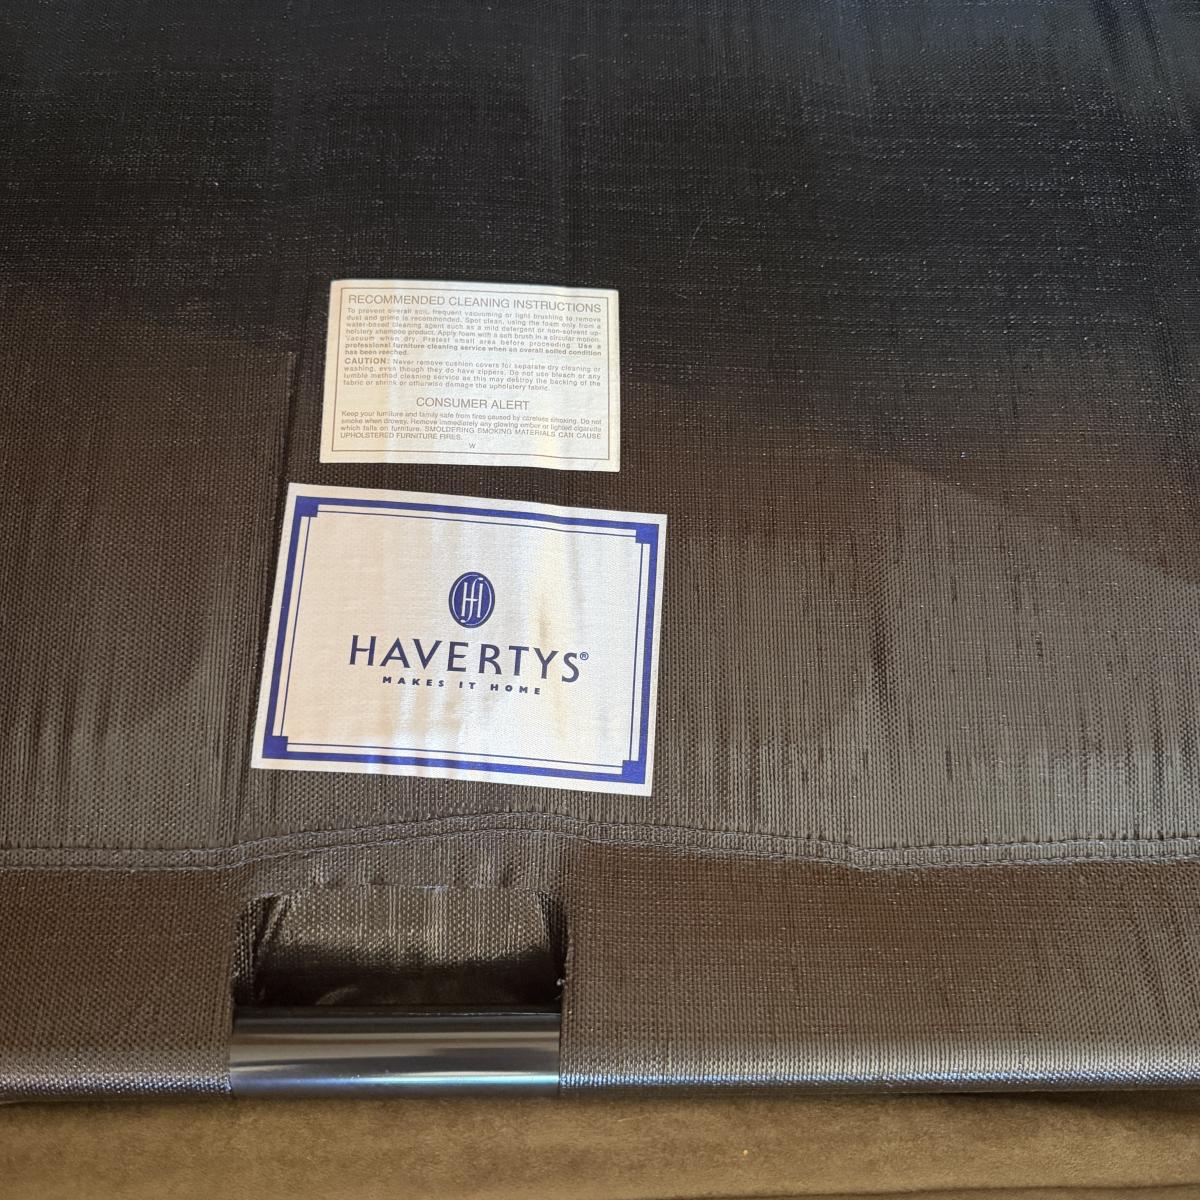 RECOMMENDED CLEANING INSTRUCTIONS
To prevent overall soil, frequent vacuuming or light brushing to remove
dust and grime is recommended. Spot clean, using the foam only from a
water-based cleaning agent such as a mild detergent or non-solvent up-
holstery shampoo product. Apply foam with a soft brush in a circular motion.
Vacuum when dry. Pretest small area before proceeding. Use a
professional furniture cleaning service when an overall soiled condition
has been reached.
CAUTION: Never remove cushion covers for separate dry cleaning or
washing, even though they do have zippers. Do not use bleach or any
tumble method cleaning service as this may destroy the backing of the
fabric or shrink or otherwise damage the upholstery fabric.
CONSUMER ALERT
Keep your furniture and family safe from fires caused by careless smoking. Do not
smoke when drowsy. Remove immediately any glowing ember or lighted cigarette
which falls on furniture. SMOLDERING SMOKING MATERIALS CAN CAUSE
UPHOLSTERED FURNITURE FIRES.
W
HAVERTYS®
MAKES IT HOME